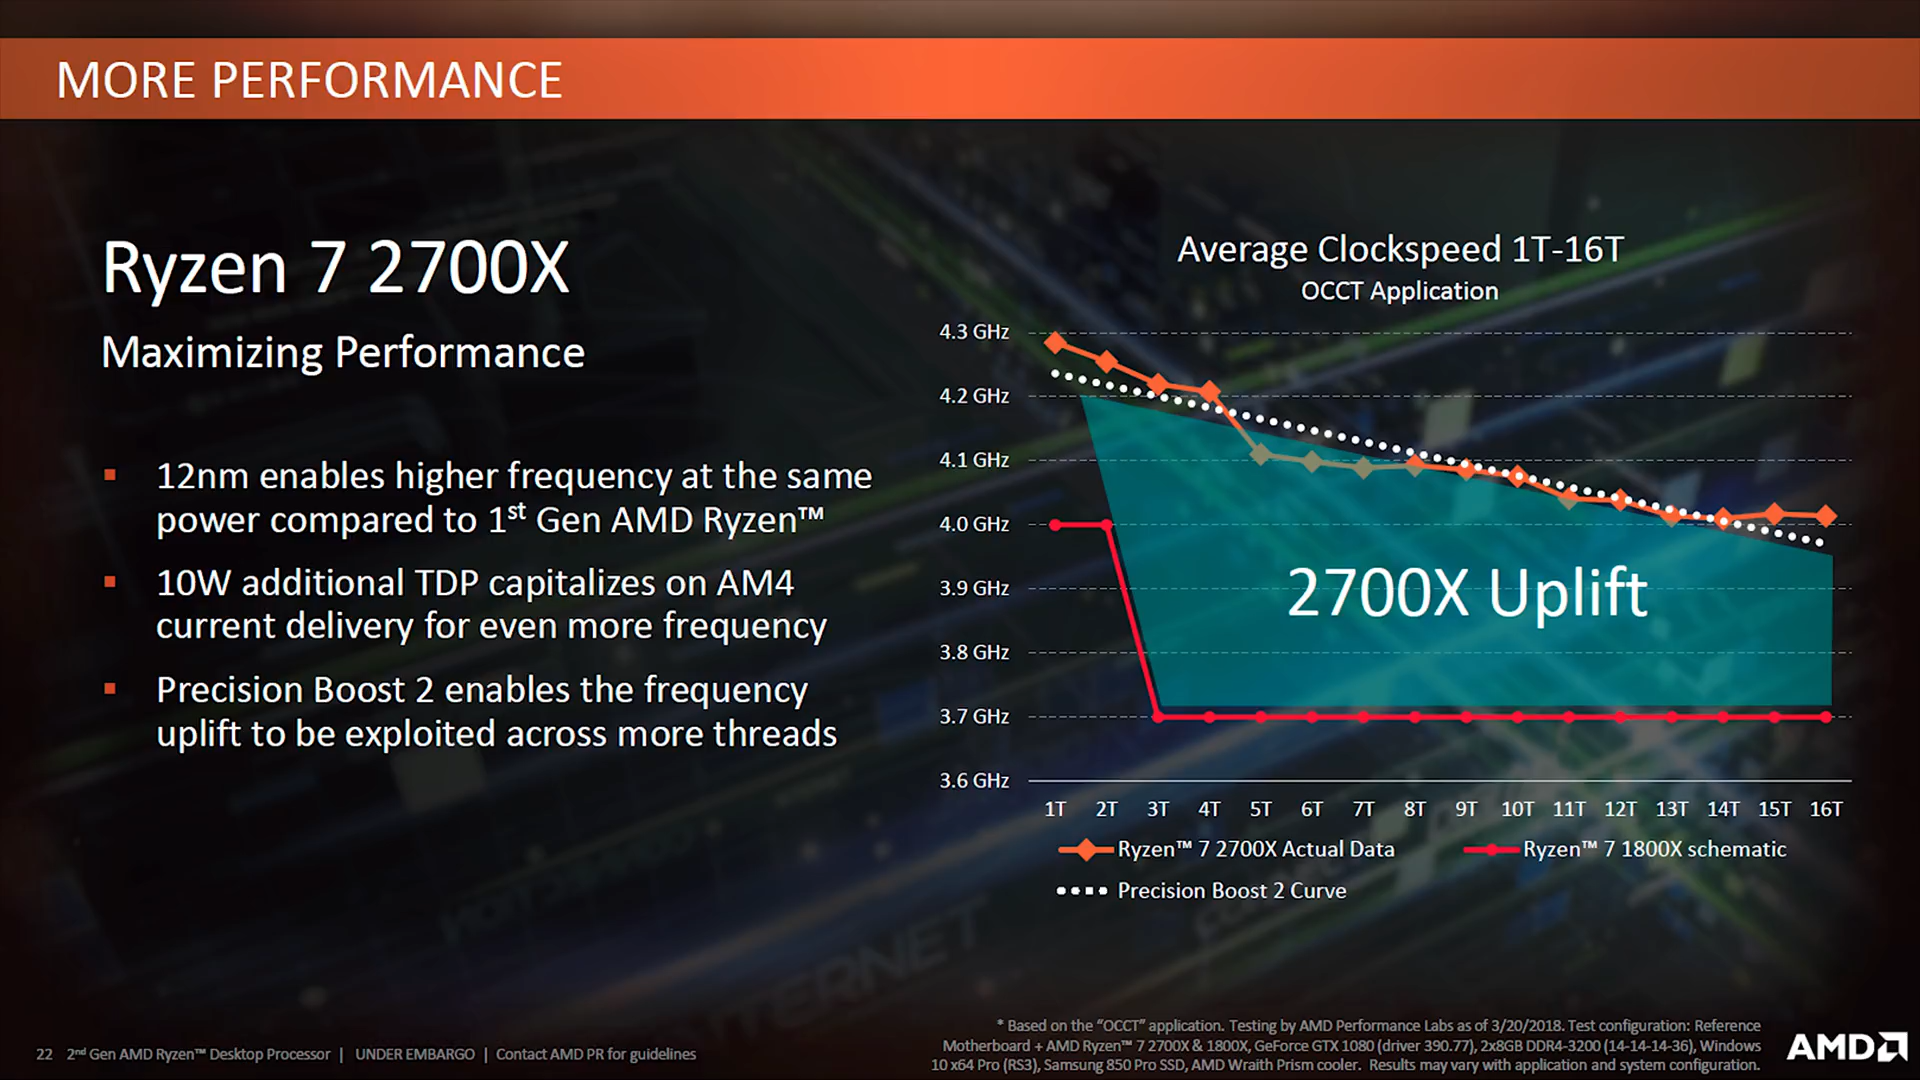 MORE PERFORMANCE
Ryzen 7 2700X
Maximizing Performance
▪ 12nm enables higher frequency at the same
power compared to 1st Gen AMD Ryzen™
▪ 10W additional TDP capitalizes on AM4
current delivery for even more frequency
▪ Precision Boost 2 enables the frequency
uplift to be exploited across more threads
Average Clockspeed 1T-16T
OCCT Application
4.3 GHz
4.2 GHz
4.1 GHz
4.0 GHz
3.9 GHz
3.8 GHz
3.7 GHz
3.6 GHz
2700X Uplift
1T 2T 3T 4T 5T 6T 7T 8T 9T 10T 11T 12T 13T 14T 15T 16T
Ryzen™ 7 2700X Actual Data
Ryzen™ 7 1800X schematic
Precision Boost 2 Curve
INTERNET
* Based on the “OCCT” application. Testing by AMD Performance Labs as of 3/20/2018. Test configuration: Reference
Motherboard + AMD Ryzen™ 7 2700X & 1800X, GeForce GTX 1080 (driver 390.77), 2x8GB DDR4-3200 (14-14-14-36), Windows
10 x64 Pro (RS3), Samsung 850 Pro SSD, AMD Wraith Prism cooler. Results may vary with application and system configuration.
22 2nd Gen AMD Ryzen™ Desktop Processor | UNDER EMBARGO | Contact AMD PR for guidelines
AMD